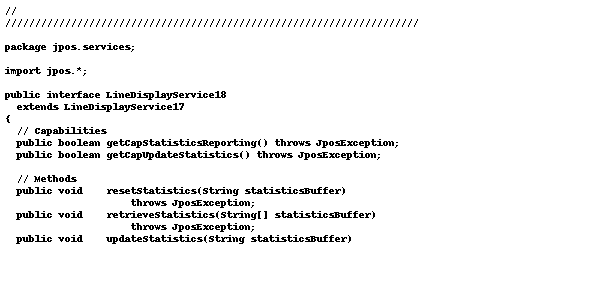 //
/////////////////////////////////////////////////////////////////////
package jpos.services;
import jpos.*;
public interface LineDisplayService18
extends LineDisplayService17
{
// Capabilities
public boolean getCapStatisticsReporting() throws JposException;
public boolean getCapUpdateStatistics() throws JposException;
// Methods
public void    resetStatistics(String statisticsBuffer)
throws JposException;
public void    retrieveStatistics(String[] statisticsBuffer)
throws JposException;
public void    updateStatistics(String statisticsBuffer)